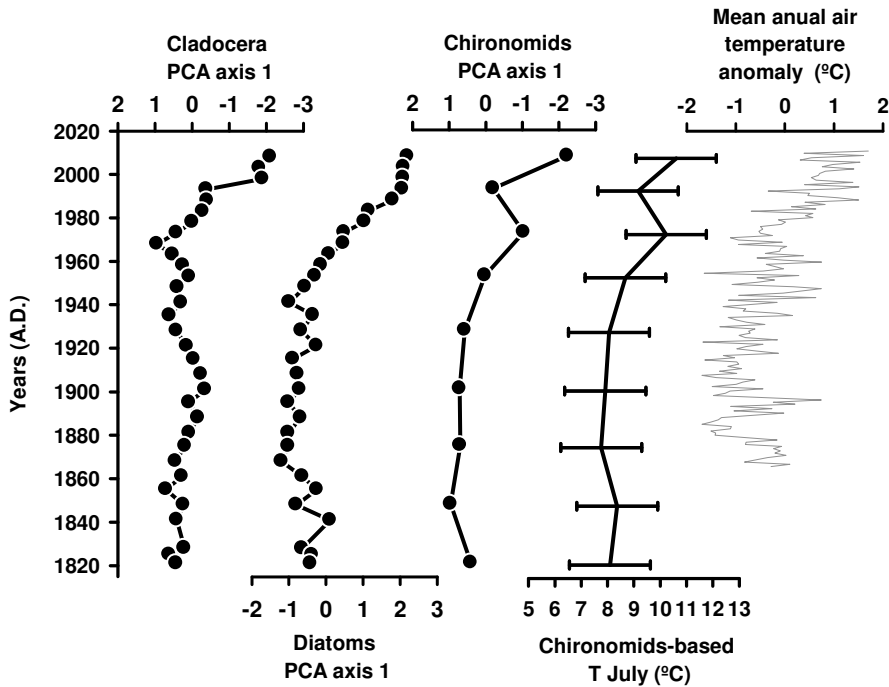 Cladocera
PCA axis 1
Chironomids
PCA axis 1
Mean anual air
temperature
anomaly (ºC)
2 1 0 -1 -2 -3
2 1 0 -1 -2 -3
-2 -1 0 1 2
Years (A.D.)
2020
2000
1980
1960
1940
1920
1900
1880
1860
1840
1820
-2 -1 0 1 2 3
Diatoms
PCA axis 1
5 6 7 8 9 10 11 12 13
Chironomids-based
T July (ºC)